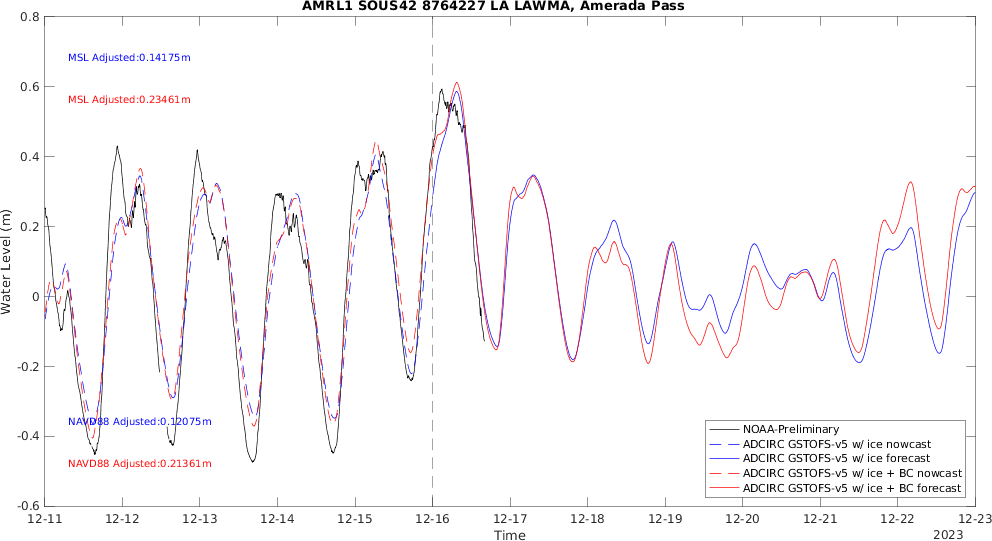 AMRL1 SOUS42 8764227 LA LAWMA, Amerada Pass
MSL Adjusted:0.14175m
MSL Adjusted:0.23461m
NAVD88 Adjusted:0.12075m
NAVD88 Adjusted:0.21361m
Water Level (m)
0.8
0.6
0.4
0.2
0
-0.2
-0.4
-0.6
NOAA-Preliminary
ADCIRC GSTOFS-v5 w/ ice nowcast
ADCIRC GSTOFS-v5 w/ ice forecast
ADCIRC GSTOFS-v5 w/ ice + BC nowcast
ADCIRC GSTOFS-v5 w/ ice + BC forecast
12-11 12-12 12-13 12-14 12-15 12-16 12-17 12-18 12-19 12-20 12-21 12-22 12-23
Time
2023